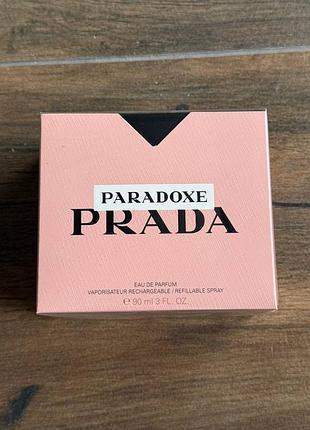 PARADOXE
PRADA
EAU DE PARFUM
VAPORISATEUR RECHARGEABLE / REFILLABLE SPRAY
℮ 90 ml 3 FL. OZ.